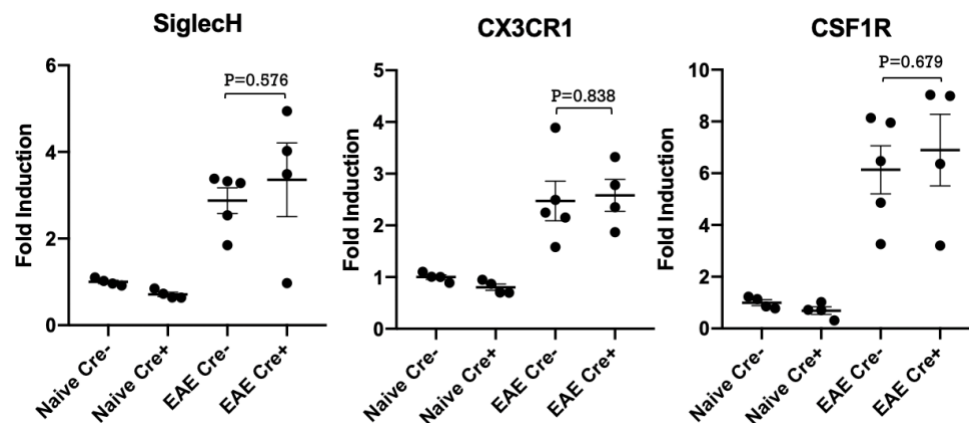 SiglecH
Fold Induction
6
4
2
0
P=0.576
Naive Cre-
Naive Cre+
EAE Cre-
EAE Cre+
CX3CR1
Fold Induction
5
4
3
2
1
0
P=0.838
Naive Cre-
Naive Cre+
EAE Cre-
EAE Cre+
CSF1R
Fold Induction
10
8
6
4
2
0
P=0.679
Naive Cre-
Naive Cre+
EAE Cre-
EAE Cre+